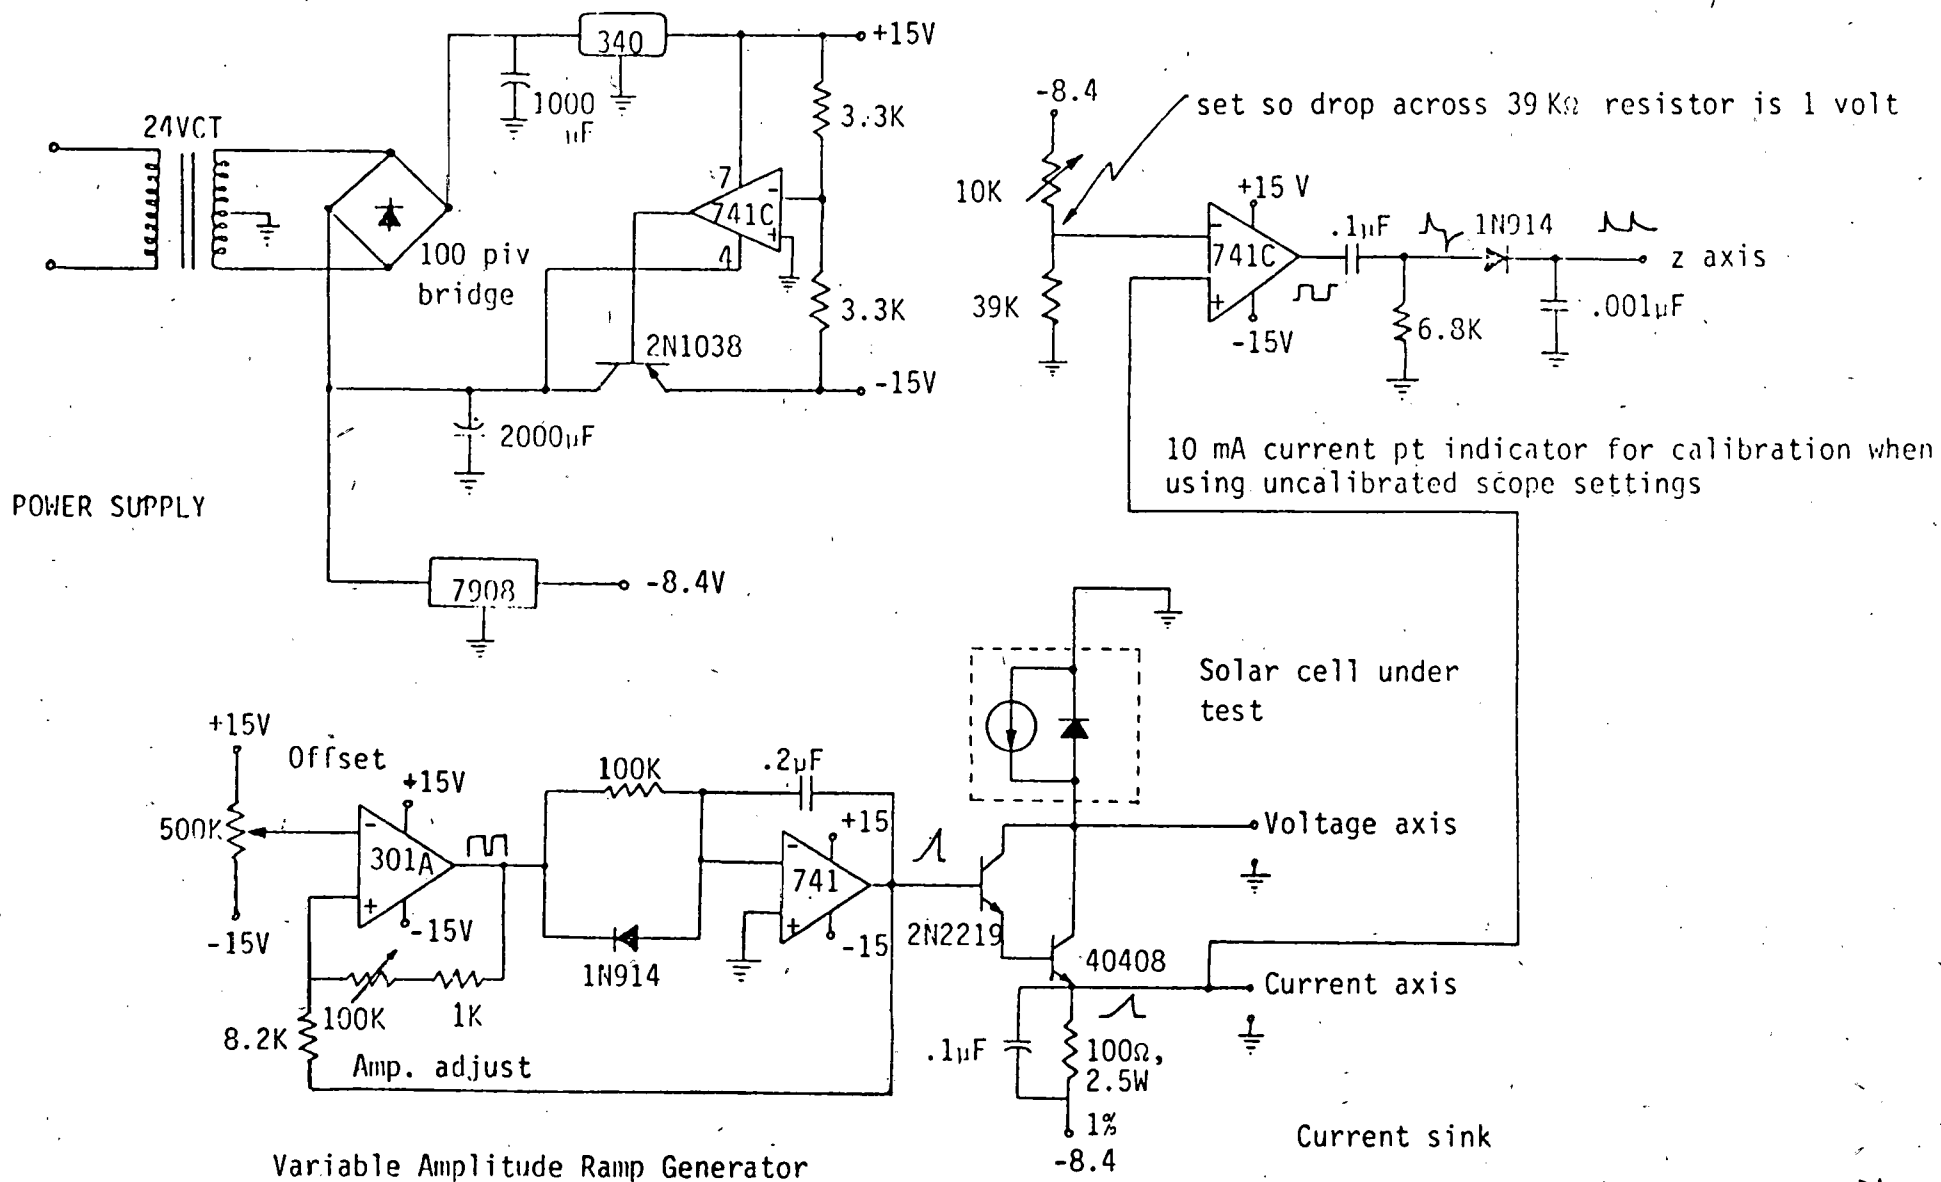 24VCT
340
+15V
1000
µF
3.3K
7
-
741C
+
4
100 piv
bridge
3.3K
2N1038
-15V
2000µF
POWER SUPPLY
7908
-8.4V
-8.4
set so drop across 39 KΩ resistor is 1 volt
10K
+15 V
-
741C
+
-15V
.1µF
1N914
z axis
39K
6.8K
.001µF
10 mA current pt indicator for calibration when
using uncalibrated scope settings
Solar cell under
test
+15V
Offset
+15V
500K
-
301A
+
-15V
-15V
100K
.2µF
+15
-
741
+
-15
1N914
100K
1K
8.2K
Amp. adjust
2N2219
40408
Voltage axis
Current axis
.1µF
100Ω,
2.5W
1%
-8.4
Current sink
Variable Amplitude Ramp Generator